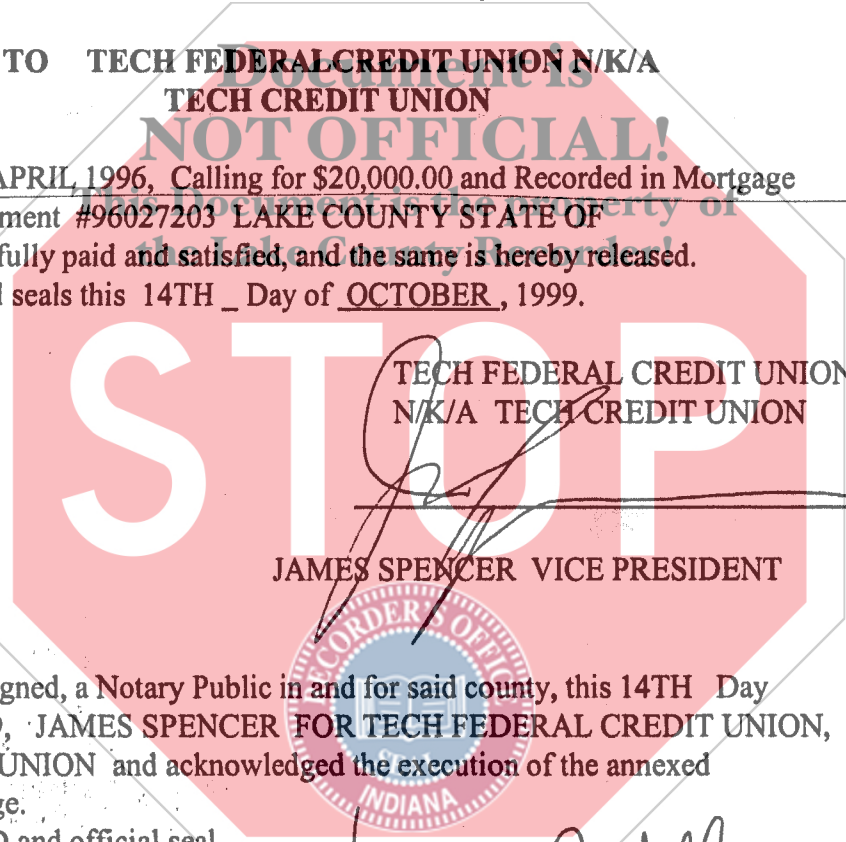 TO TECH FEDERALCREDIT UNION N/K/A
Document is
TECH CREDIT UNION
NOT OFFICIAL!
APRIL 1996, Calling for $20,000.00 and Recorded in Mortgage
This Document is the property of
ment #96027203 LAKE COUNTY STATE OF
the Lake County Recorder!
fully paid and satisfied, and the same is hereby released.
seals this 14TH _ Day of OCTOBER , 1999.
STOP
TECH FEDERAL CREDIT UNION
N/K/A TECH CREDIT UNION
JAMES SPENCER VICE PRESIDENT
RECORDER'S OFFICE
SEAL
INDIANA
gned, a Notary Public in and for said county, this 14TH Day
, JAMES SPENCER FOR TECH FEDERAL CREDIT UNION,
UNION and acknowledged the execution of the annexed
ge.
and official seal